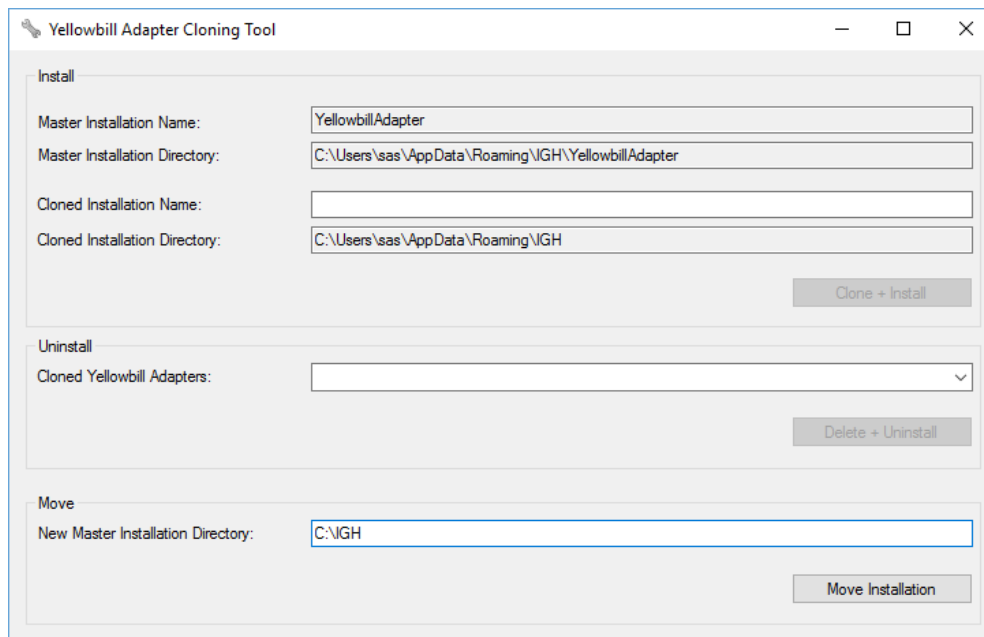 Yellowbill Adapter Cloning Tool
Install
Master Installation Name: YellowbillAdapter
Master Installation Directory: C:\Users\sas\AppData\Roaming\IGH\YellowbillAdapter
Cloned Installation Name:
Cloned Installation Directory: C:\Users\sas\AppData\Roaming\IGH
Clone + Install
Uninstall
Cloned Yellowbill Adapters:
Delete + Uninstall
Move
New Master Installation Directory: C:\IGH
Move Installation